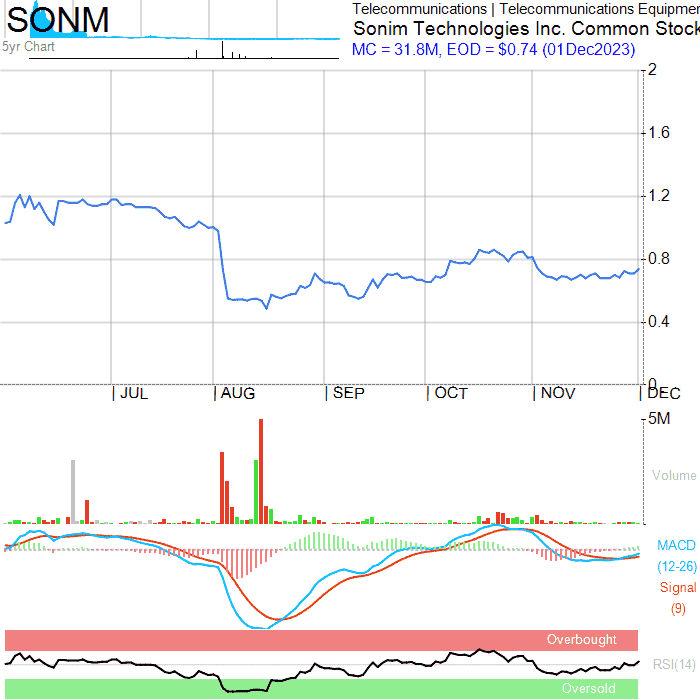 SONM
5yr Chart
Telecommunications | Telecommunications Equipmen
Sonim Technologies Inc. Common Stock
MC = 31.8M, EOD = $0.74 (01Dec2023)
2
1.6
1.2
0.8
0.4
0
| JUL | AUG | SEP | OCT | NOV | DEC
5M
Volume
MACD
(12-26)
Signal
(9)
Overbought
RSI(14)
Oversold